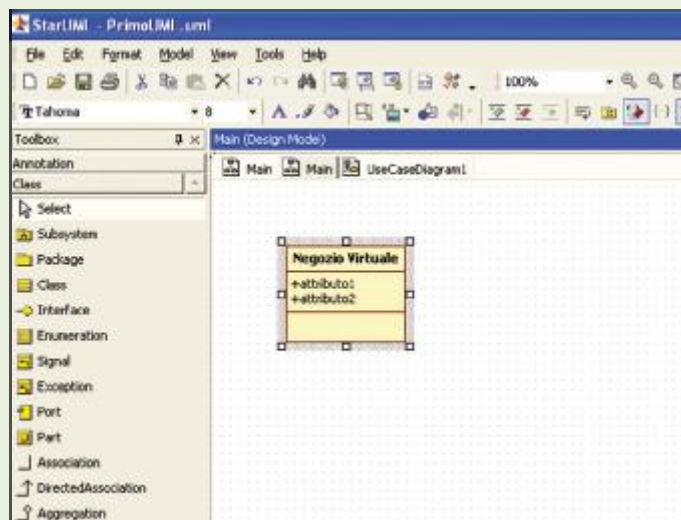 StarUML - PrimoUML.uml
File Edit Format Model View Tools Help
100%
Tahoma 8
Toolbox
Main (Design Model)
Annotation
Class
Main Main UseCaseDiagram1
Select
Subsystem
Package
Class
Interface
Enumeration
Signal
Exception
Port
Part
Association
DirectedAssociation
Aggregation
Negozio Virtuale
+attributo1
+attributo2